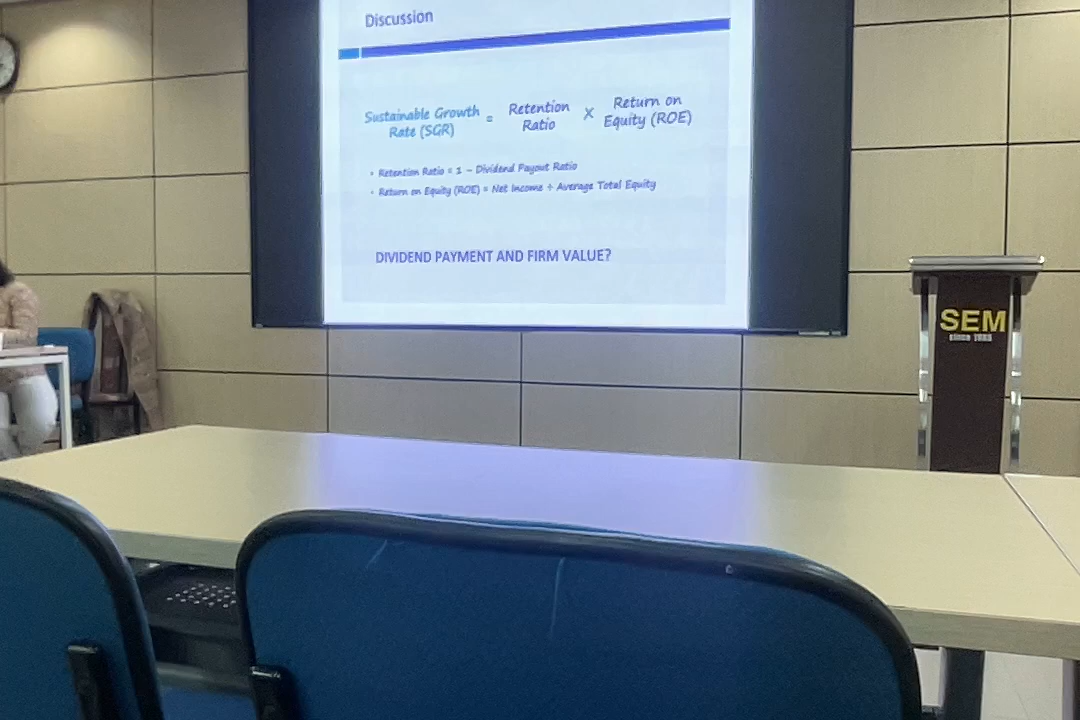 Discussion
Sustainable Growth
Rate (SGR)
=
Retention
Ratio
X
Return on
Equity (ROE)
• Retention Ratio = 1 – Dividend Payout Ratio
• Return on Equity (ROE) = Net Income ÷ Average Total Equity
DIVIDEND PAYMENT AND FIRM VALUE?
SEM
since